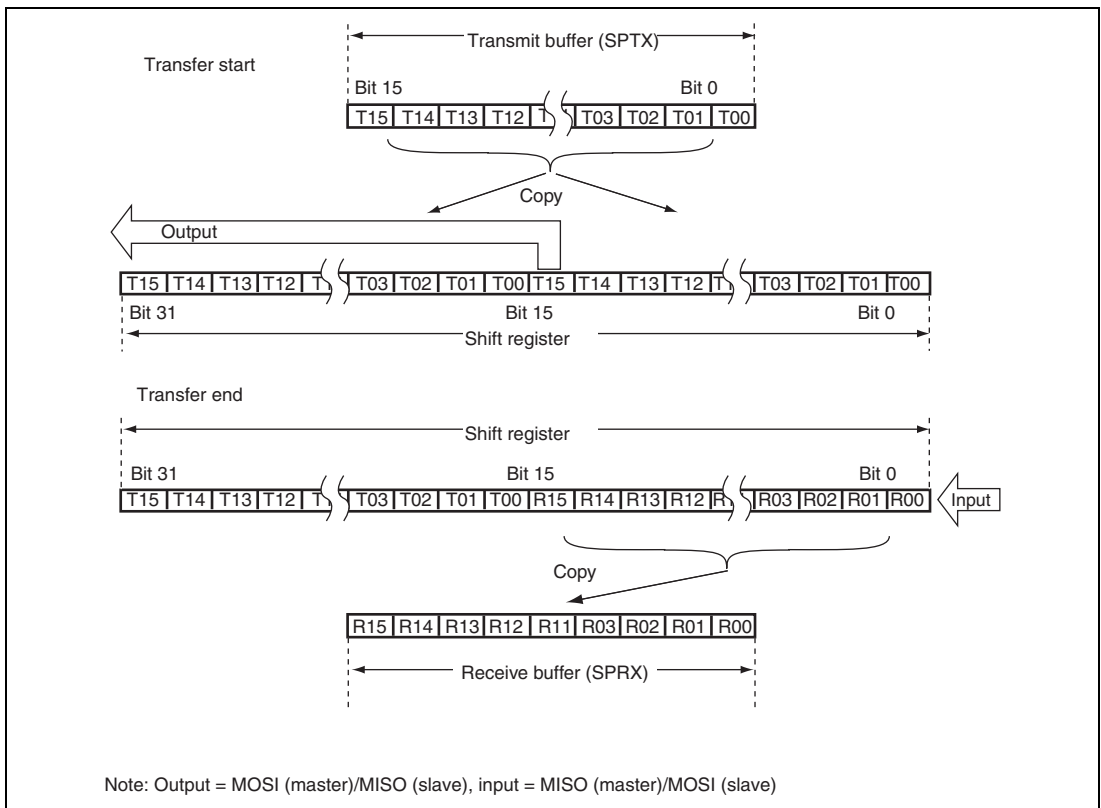 Transmit buffer (SPTX)
Transfer start
Bit 15 Bit 0
T15 T14 T13 T12 T03 T02 T01 T00
Copy
Output
T15 T14 T13 T12 T03 T02 T01 T00 T15 T14 T13 T12 T03 T02 T01 T00
Bit 31 Bit 15 Bit 0
Shift register
Transfer end
Shift register
Bit 31 Bit 15 Bit 0
T15 T14 T13 T12 T03 T02 T01 T00 R15 R14 R13 R12 R03 R02 R01 R00 Input
Copy
R15 R14 R13 R12 R11 R03 R02 R01 R00
Receive buffer (SPRX)
Note: Output = MOSI (master)/MISO (slave), input = MISO (master)/MOSI (slave)